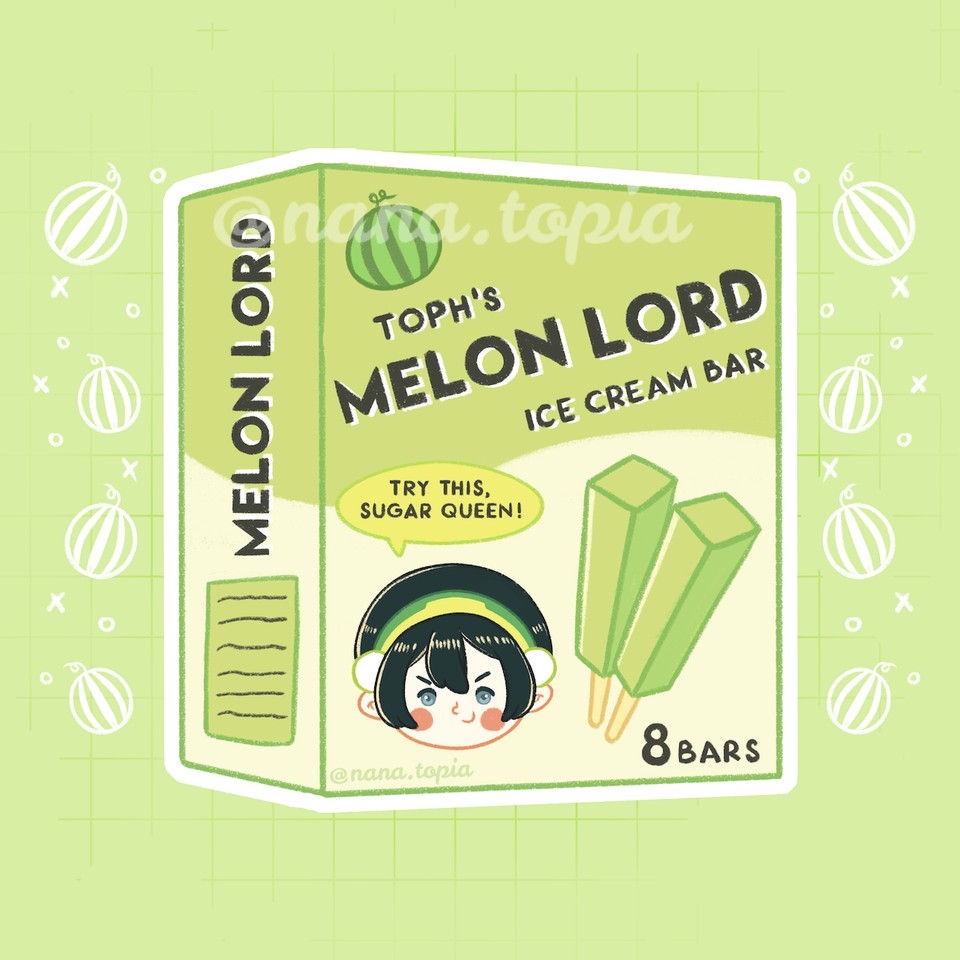 @nana.topia
MELON LORD
TOPH'S
MELON LORD
ICE CREAM BAR
TRY THIS,
SUGAR QUEEN!
8 BARS
@nana.topia